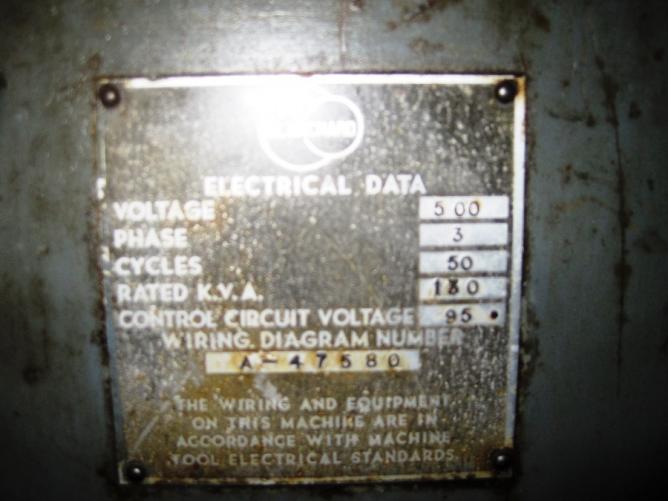 ELECTRICAL DATA
VOLTAGE 500
PHASE 3
CYCLES 50
RATED K.V.A.
CONTROL CIRCUIT VOLTAGE 95
WIRING DIAGRAM NUMBER
A-47580
THE WIRING AND EQUIPMENT
ON THIS MACHINE ARE IN
ACCORDANCE WITH MACHINE
TOOL ELECTRICAL STANDARDS